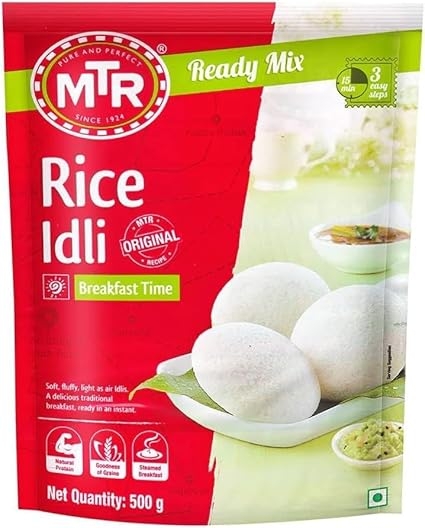 PURE AND PERFECT
MTR
®
SINCE 1924
Ready Mix
15 min
3 easy steps
Rice
Idli
MTR
ORIGINAL
RECIPE
Breakfast Time
Soft, fluffy, light as air Idlis.
A delicious traditional
breakfast, ready in an instant.
Natural Protein
Goodness of Grains
Steamed Breakfast
Serving Suggestion
Net Quantity: 500 g